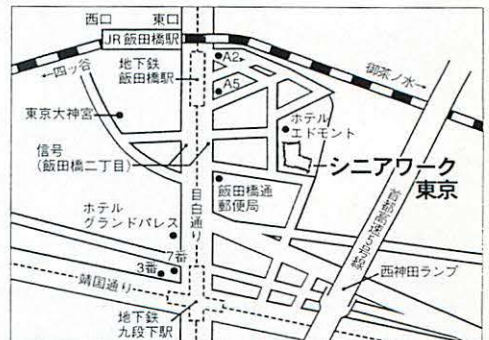 西口 東口
JR飯田橋駅
←四ッ谷
地下鉄
飯田橋駅
A2
A5
御茶ノ水→
東京大神宮
ホテル
エドモント
信号
(飯田橋二丁目)
シニアワーク
東京
目白通り
飯田橋通
郵便局
首都高速5号線
ホテル
グランドパレス
7番
3番
西神田ランプ
靖国通り
地下鉄
九段下駅